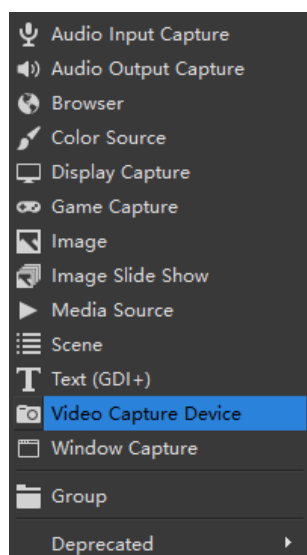 Audio Input Capture
Audio Output Capture
Browser
Color Source
Display Capture
Game Capture
Image
Image Slide Show
Media Source
Scene
Text (GDI+)
Video Capture Device
Window Capture
Group
Deprecated